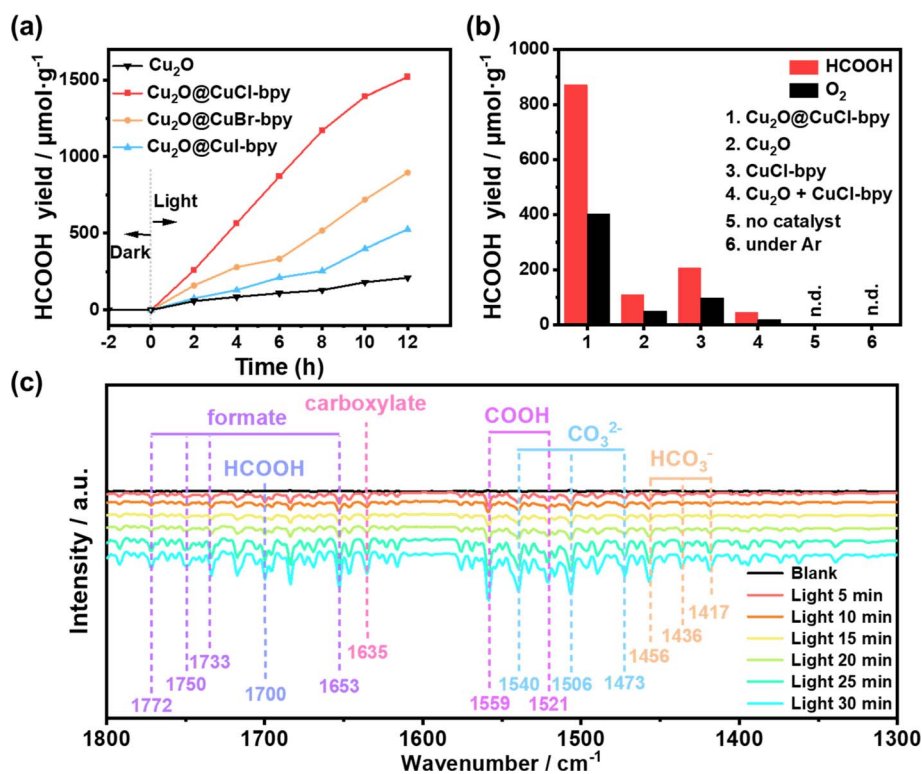 (a)
HCOOH yield / μmol·g⁻¹
1500
1000
500
0
Cu₂O
Cu₂O@CuCl-bpy
Cu₂O@CuBr-bpy
Cu₂O@CuI-bpy
Light
Dark
-2 0 2 4 6 8 10 12
Time (h)
(b)
HCOOH yield / μmol·g⁻¹
1000
800
600
400
200
0
HCOOH
O₂
1. Cu₂O@CuCl-bpy
2. Cu₂O
3. CuCl-bpy
4. Cu₂O + CuCl-bpy
5. no catalyst
6. under Ar
n.d.
n.d.
1 2 3 4 5 6
(c)
Intensity / a.u.
formate
carboxylate
HCOOH
COOH
CO₃²⁻
HCO₃⁻
1772
1750
1733
1700
1653
1635
1559
1540
1521
1506
1473
1456
1436
1417
Blank
Light 5 min
Light 10 min
Light 15 min
Light 20 min
Light 25 min
Light 30 min
1800 1700 1600 1500 1400 1300
Wavenumber / cm⁻¹